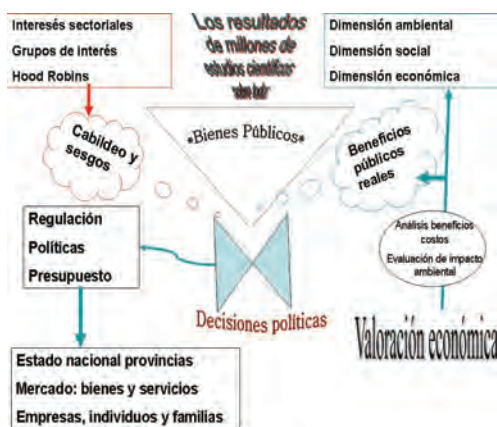 Interesés sectoriales
Grupos de interés
Hood Robins
Los resultados
de millones de
estudios científicos
Dimensión ambiental
Dimensión social
Dimensión económica
Cabildeo y
sesgos
*Bienes Públicos*
Beneficios
públicos
reales
Regulación
Políticas
Presupuesto
Análisis beneficios
costos
Evaluación de impacto
ambiental
Decisiones políticas
Valoración económica
Estado nacional provincias
Mercado: bienes y servicios
Empresas, individuos y familias